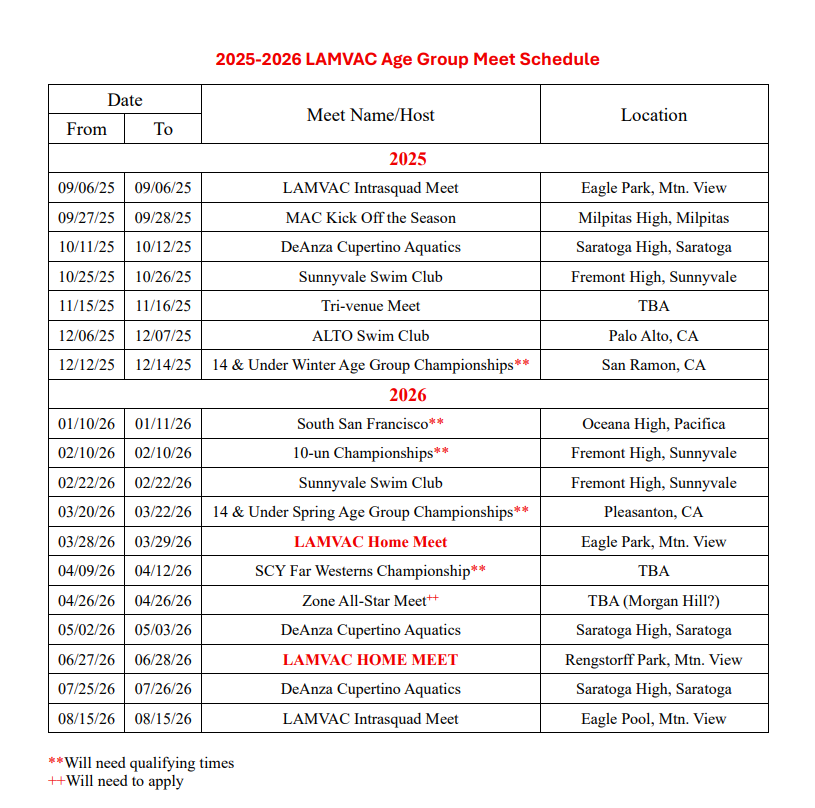 2025-2026 LAMVAC Age Group Meet Schedule
Date Meet Name/Host Location
From To
2025
09/06/25 09/06/25 LAMVAC Intrasquad Meet Eagle Park, Mtn. View
09/27/25 09/28/25 MAC Kick Off the Season Milpitas High, Milpitas
10/11/25 10/12/25 DeAnza Cupertino Aquatics Saratoga High, Saratoga
10/25/25 10/26/25 Sunnyvale Swim Club Fremont High, Sunnyvale
11/15/25 11/16/25 Tri-venue Meet TBA
12/06/25 12/07/25 ALTO Swim Club Palo Alto, CA
12/12/25 12/14/25 14 & Under Winter Age Group Championships** San Ramon, CA
2026
01/10/26 01/11/26 South San Francisco** Oceana High, Pacifica
02/10/26 02/10/26 10-un Championships** Fremont High, Sunnyvale
02/22/26 02/22/26 Sunnyvale Swim Club Fremont High, Sunnyvale
03/20/26 03/22/26 14 & Under Spring Age Group Championships** Pleasanton, CA
03/28/26 03/29/26 LAMVAC Home Meet Eagle Park, Mtn. View
04/09/26 04/12/26 SCY Far Westerns Championship** TBA
04/26/26 04/26/26 Zone All-Star Meet++ TBA (Morgan Hill?)
05/02/26 05/03/26 DeAnza Cupertino Aquatics Saratoga High, Saratoga
06/27/26 06/28/26 LAMVAC HOME MEET Rengstorff Park, Mtn. View
07/25/26 07/26/26 DeAnza Cupertino Aquatics Saratoga High, Saratoga
08/15/26 08/15/26 LAMVAC Intrasquad Meet Eagle Pool, Mtn. View
**Will need qualifying times
++Will need to apply